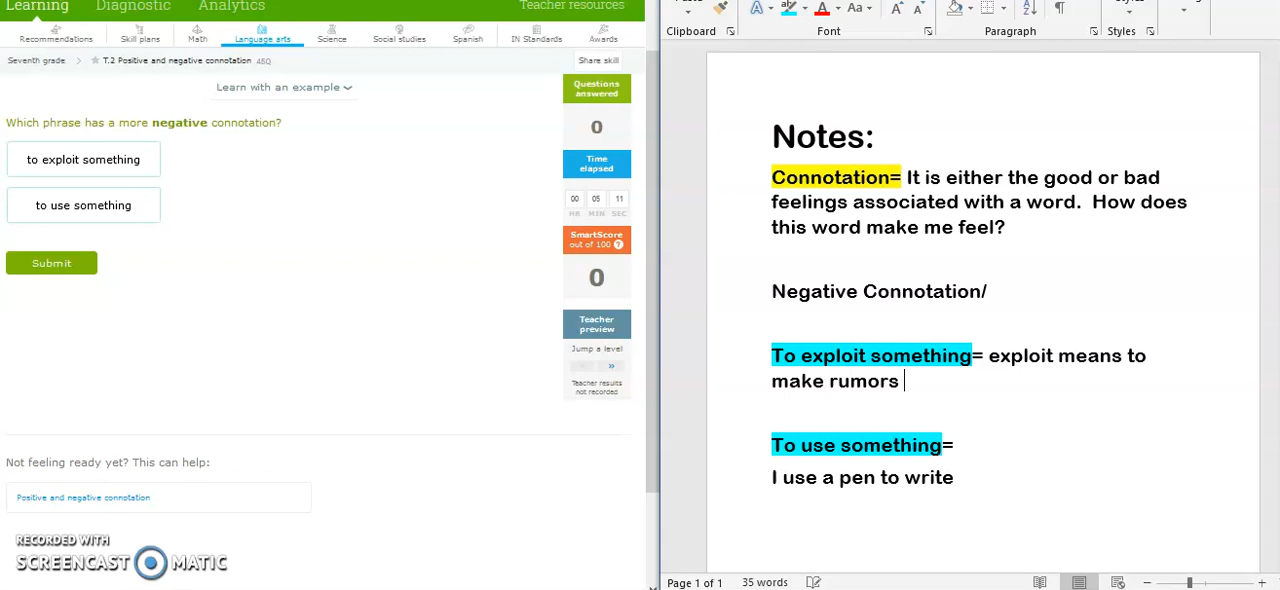 Learning Diagnostic Analytics Teacher resources
Recommendations Skill plans Math Language arts Science Social studies Spanish IN Standards Awards
Seventh grade > T.2 Positive and negative connotation 4SQ Share skill
Learn with an example
Questions answered
0
Which phrase has a more negative connotation?
to exploit something
to use something
Submit
Time elapsed
00 05 11
HR MIN SEC
SmartScore
out of 100 ?
0
Teacher preview
Jump a level
»
Teacher results not recorded
Not feeling ready yet? This can help:
Positive and negative connotation
RECORDED WITH
SCREENCAST MATIC
A A Aa A A
Clipboard Font Paragraph Styles
Notes:
Connotation= It is either the good or bad
feelings associated with a word. How does
this word make me feel?
Negative Connotation/
To exploit something= exploit means to
make rumors
To use something=
I use a pen to write
Page 1 of 1 35 words